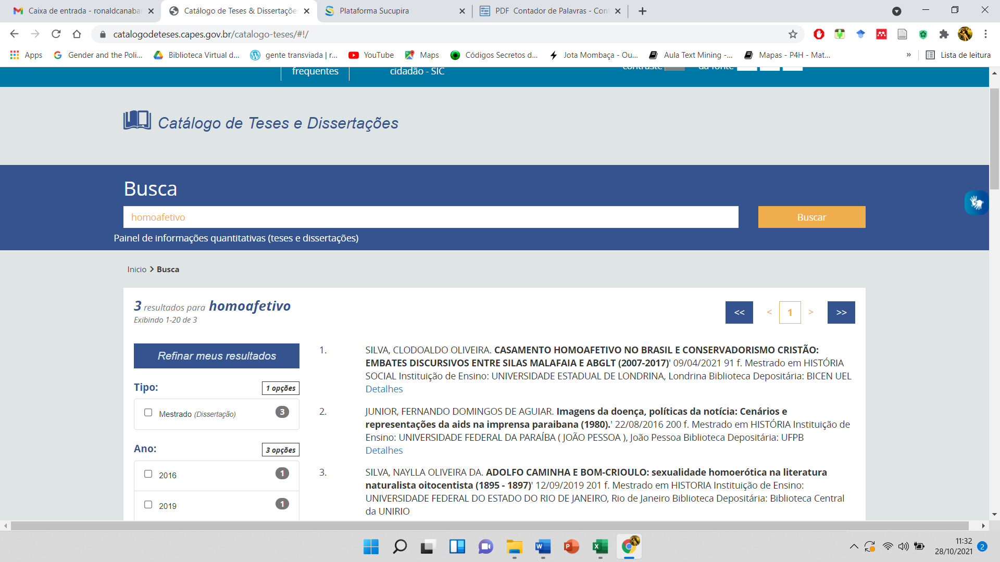 Caixa de entrada - ronaldcanabar
Catálogo de Teses & Dissertaçõe
Plataforma Sucupira
PDF Contador de Palavras - Con
catalogodeteses.capes.gov.br/catalogo-teses/#!/
Apps
Gender and the Poli...
Biblioteca Virtual d...
gente transviada | r...
YouTube
Maps
Códigos Secretos d...
Jota Mombaça - Ou...
Aula Text Mining -...
Mapas - P4H - Mat...
»
Lista de leitura
frequentes
cidadão - SIC
contraste
da fonte
Catálogo de Teses e Dissertações
Busca
homoafetivo
Buscar
Painel de informações quantitativas (teses e dissertações)
Inicio > Busca
3 resultados para homoafetivo
Exibindo 1-20 de 3
<< < 1 > >>
Refinar meus resultados
Tipo:
1 opções
Mestrado (Dissertação)
3
Ano:
3 opções
2016
1
2019
1
1.
SILVA, CLODOALDO OLIVEIRA. CASAMENTO HOMOAFETIVO NO BRASIL E CONSERVADORISMO CRISTÃO:
EMBATES DISCURSIVOS ENTRE SILAS MALAFAIA E ABGLT (2007-2017)' 09/04/2021 91 f. Mestrado em HISTÓRIA
SOCIAL Instituição de Ensino: UNIVERSIDADE ESTADUAL DE LONDRINA, Londrina Biblioteca Depositária: BICEN UEL
Detalhes
2.
JUNIOR, FERNANDO DOMINGOS DE AGUIAR. Imagens da doença, políticas da notícia: Cenários e
representações da aids na imprensa paraibana (1980).' 22/08/2016 200 f. Mestrado em HISTÓRIA Instituição de
Ensino: UNIVERSIDADE FEDERAL DA PARAÍBA ( JOÃO PESSOA ), João Pessoa Biblioteca Depositária: UFPB
Detalhes
3.
SILVA, NAYLLA OLIVEIRA DA. ADOLFO CAMINHA E BOM-CRIOULO: sexualidade homoerótica na literatura
naturalista oitocentista (1895 - 1897)' 12/09/2019 201 f. Mestrado em HISTORIA Instituição de Ensino:
UNIVERSIDADE FEDERAL DO ESTADO DO RIO DE JANEIRO, Rio de Janeiro Biblioteca Depositária: Biblioteca Central
da UNIRIO
11:32
28/10/2021
2